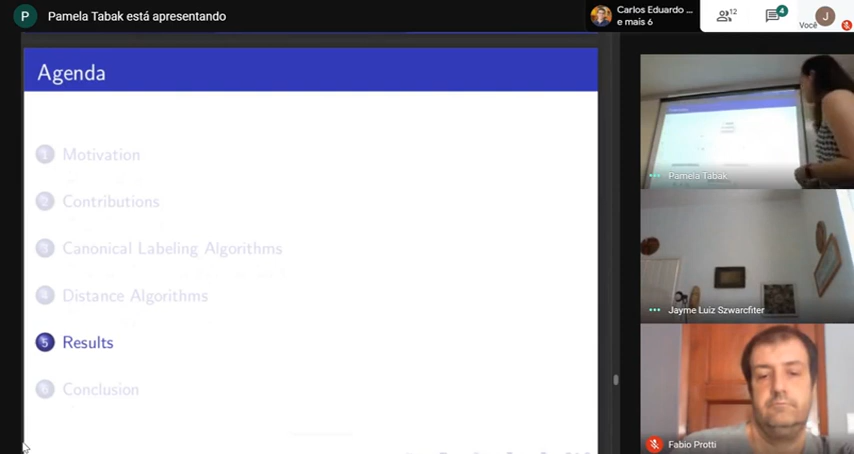 P
Pamela Tabak está apresentando
Carlos Eduardo ...
e mais 6
12
4
Você
J
Agenda
1 Motivation
2 Contributions
3 Canonical Labeling Algorithms
4 Distance Algorithms
5 Results
6 Conclusion
Pamela Tabak
Jayme Luiz Szwarcfiter
Fabio Protti